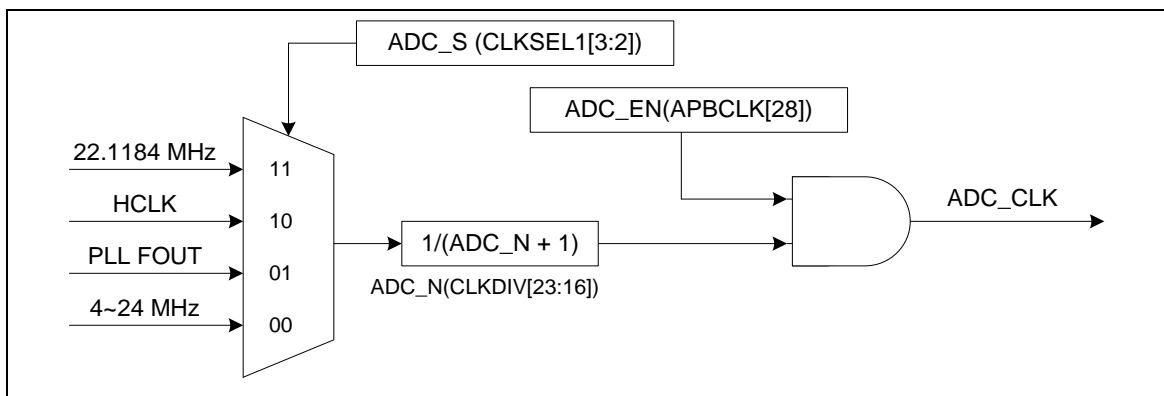 ADC_S (CLKSEL1[3:2])
ADC_EN(APBCLK[28])
22.1184 MHz
11
HCLK
10
PLL FOUT
01
4~24 MHz
00
1/(ADC_N + 1)
ADC_N(CLKDIV[23:16])
ADC_CLK